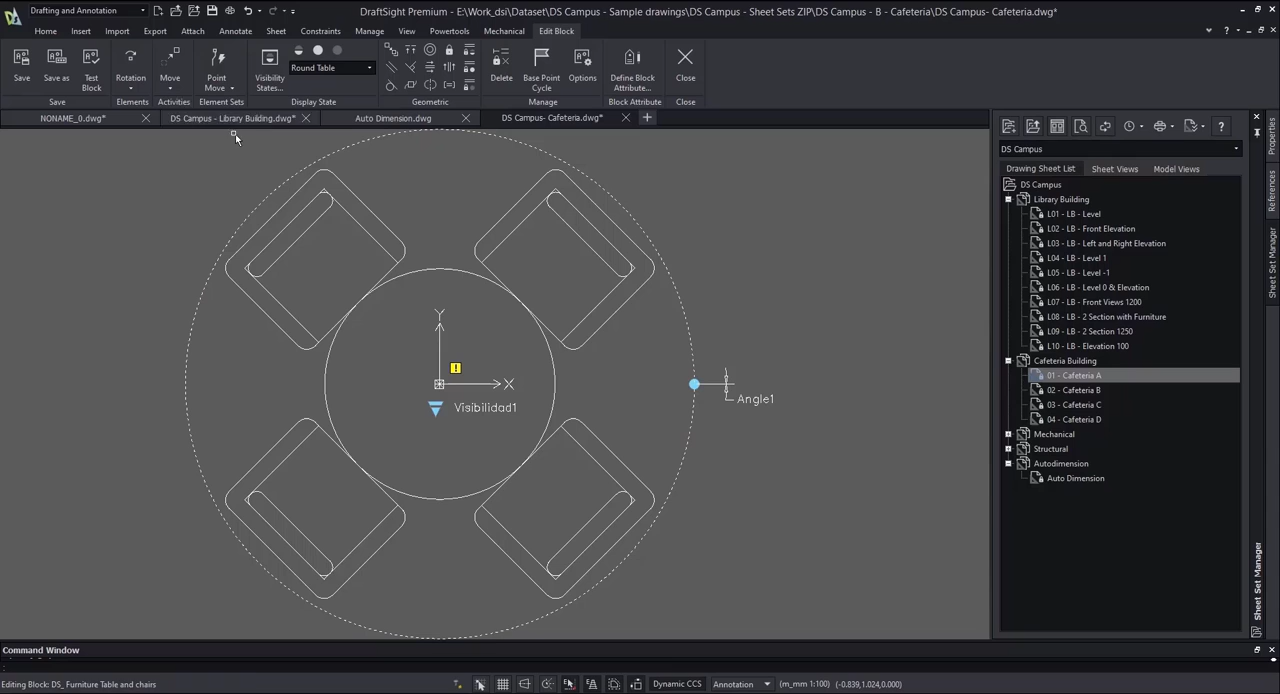 Drafting and Annotation
DraftSight Premium - E:\Work_dsi\Dataset\DS Campus - Sample drawings\DS Campus - Sheet Sets ZIP\DS Campus - B - Cafeteria\DS Campus- Cafeteria.dwg*
Home Insert Import Export Attach Annotate Sheet Constraints Manage View Powertools Mechanical Edit Block
Round Table
Save Save as Test Block Rotation Move Point Move Visibility States... Delete Base Point Cycle Options Define Block Attribute Close
Save Elements Activities Element Sets Display State Geometric Manage Block Attribute Close
NONAME_0.dwg* DS Campus - Library Building.dwg* Auto Dimension.dwg DS Campus- Cafeteria.dwg*
DS Campus
Drawing Sheet List Sheet Views Model Views
DS Campus
Library Building
L01 - LB - Level
L02 - LB - Front Elevation
L03 - LB - Left and Right Elevation
L04 - LB - Level 1
L05 - LB - Level -1
L06 - LB - Level 0 & Elevation
L07 - LB - Front Views 1200
L08 - LB - 2 Section with Furniture
L09 - LB - 2 Section 1250
L10 - LB - Elevation 100
Cafeteria Building
01 - Cafeteria A
02 - Cafeteria B
03 - Cafeteria C
04 - Cafeteria D
Mechanical
Structural
Autodimension
Auto Dimension
Properties
References
Sheet Set Manager
Sheet Set Manager
Y
!
X
Visibilidad1
Angle1
Command Window
:
Editing Block: DS_ Furniture Table and chairs
Dynamic CCS Annotation (m_mm 1:100) (-0.839,1.024,0.000)